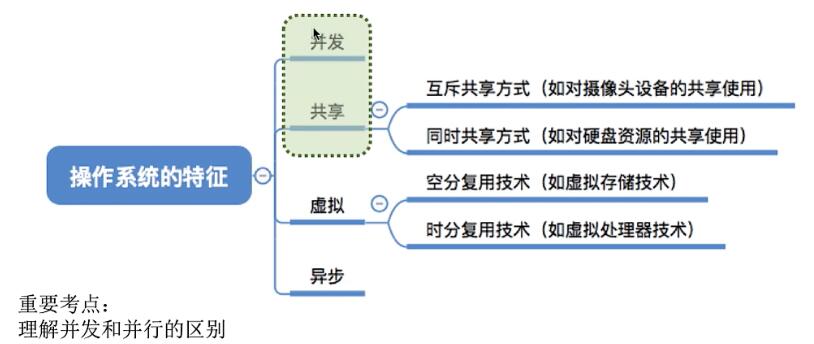 操作系统的特征
并发
共享
互斥共享方式（如对摄像头设备的共享使用）
同时共享方式（如对硬盘资源的共享使用）
虚拟
空分复用技术（如虚拟存储技术）
时分复用技术（如虚拟处理器技术）
异步
重要考点：
理解并发和并行的区别